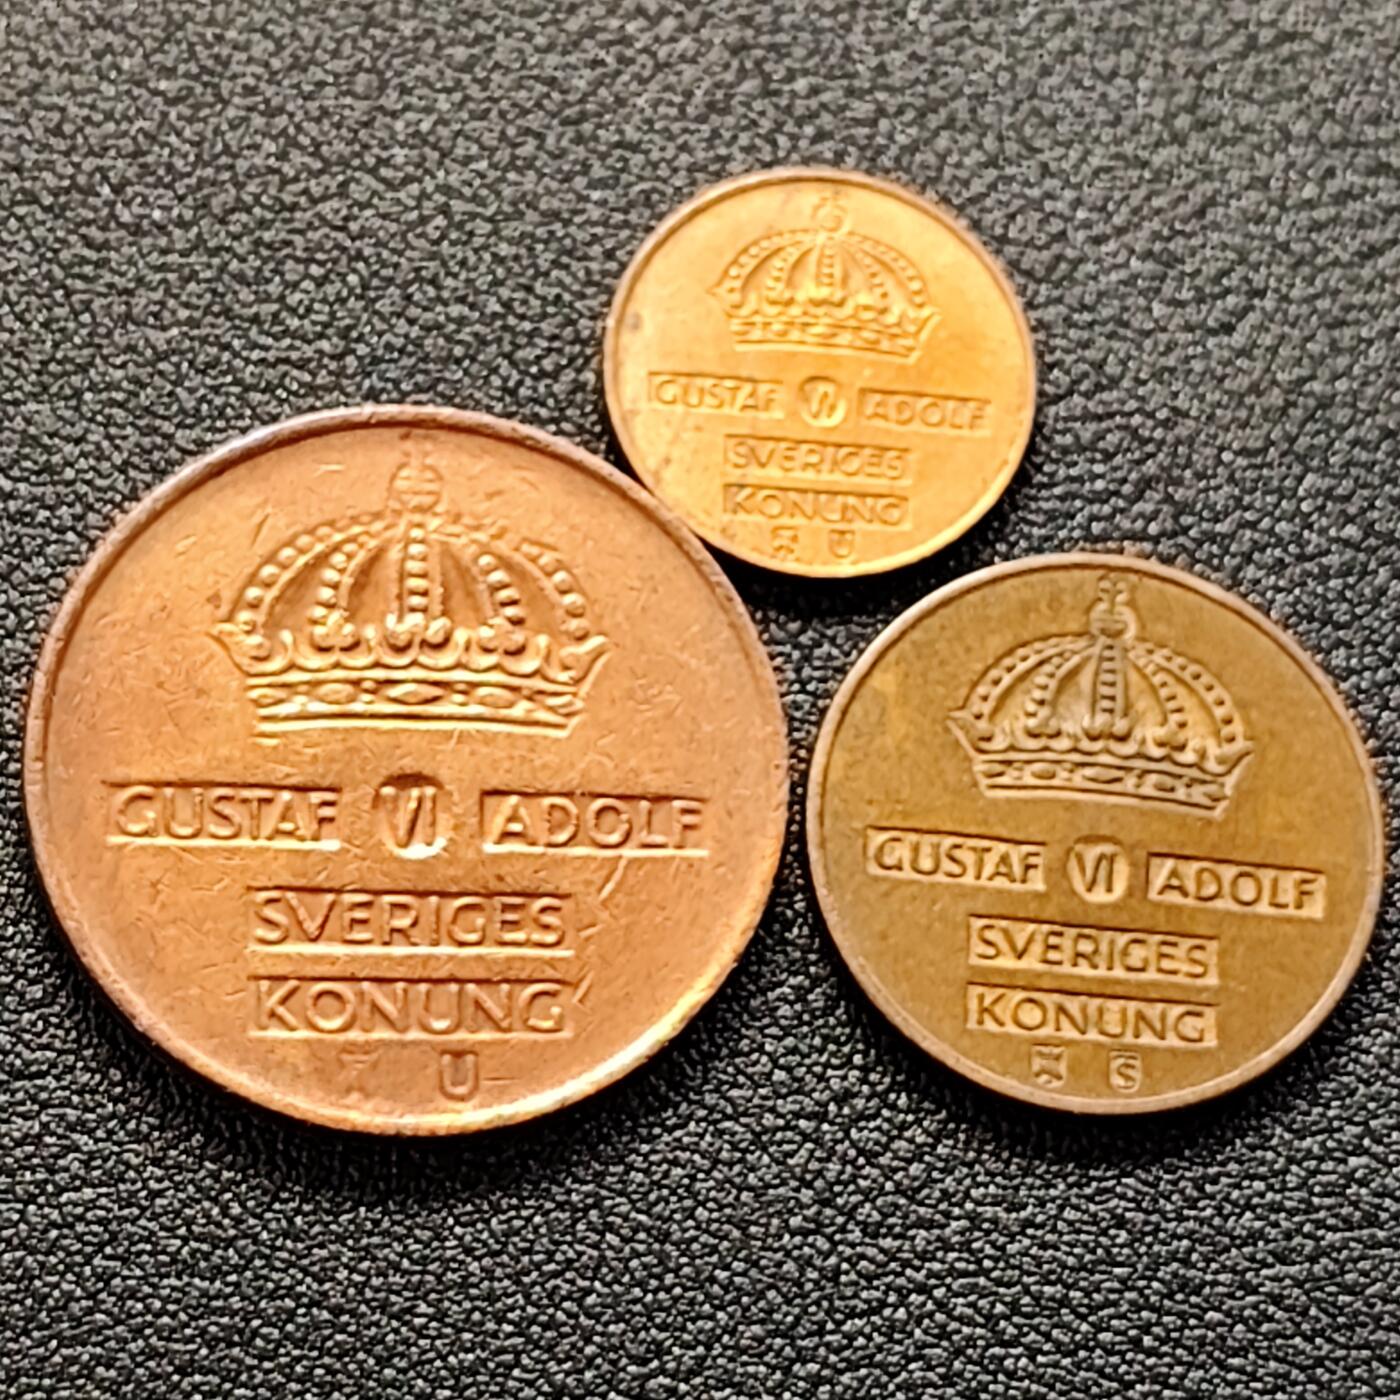 GUSTAF VI ADOLF
SVERIGES
KONUNG
U
GUSTAF VI ADOLF
SVERIGES
KONUNG
U
GUSTAF VI ADOLF
SVERIGES
KONUNG
S